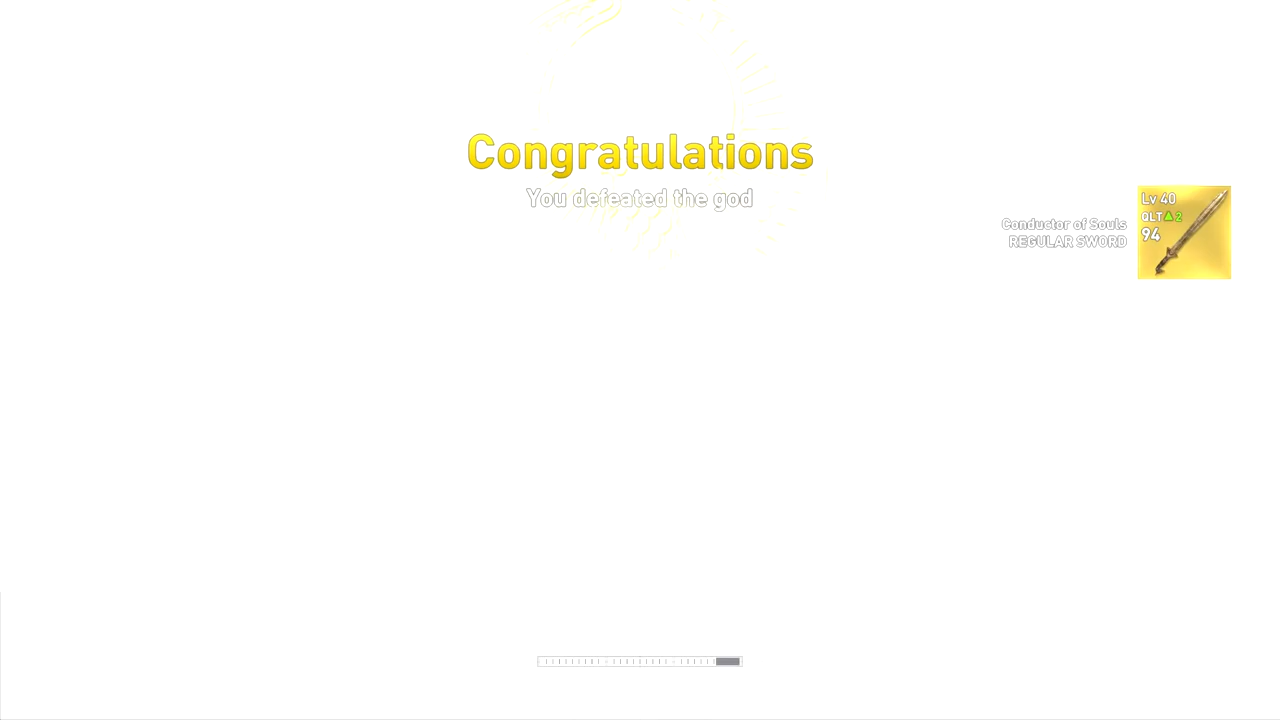 Congratulations
You defeated the god
Lv 40
QLT▲2
94
Conductor of Souls
REGULAR SWORD